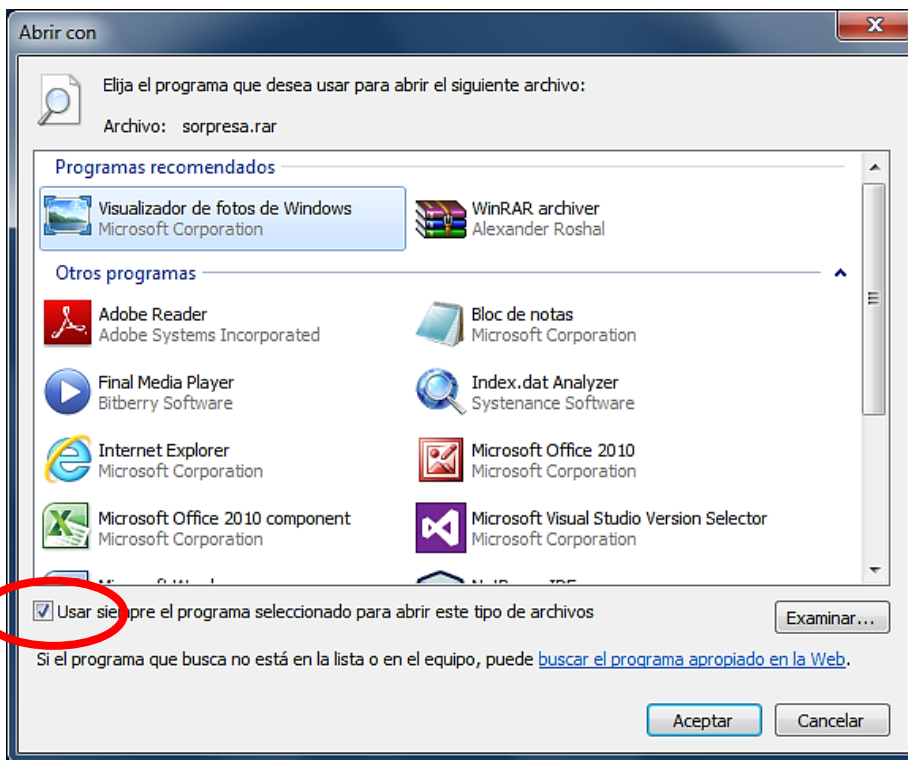 Abrir con
Elija el programa que desea usar para abrir el siguiente archivo:
Archivo: sorpresa.rar
Programas recomendados
Visualizador de fotos de Windows
Microsoft Corporation
WinRAR archiver
Alexander Roshal
Otros programas
Adobe Reader
Adobe Systems Incorporated
Bloc de notas
Microsoft Corporation
Final Media Player
Bitberry Software
Index.dat Analyzer
Systenance Software
Internet Explorer
Microsoft Corporation
Microsoft Office 2010
Microsoft Corporation
Microsoft Office 2010 component
Microsoft Corporation
Microsoft Visual Studio Version Selector
Microsoft Corporation
Usar siempre el programa seleccionado para abrir este tipo de archivos
Examinar...
Si el programa que busca no está en la lista o en el equipo, puede buscar el programa apropiado en la Web.
Aceptar
Cancelar